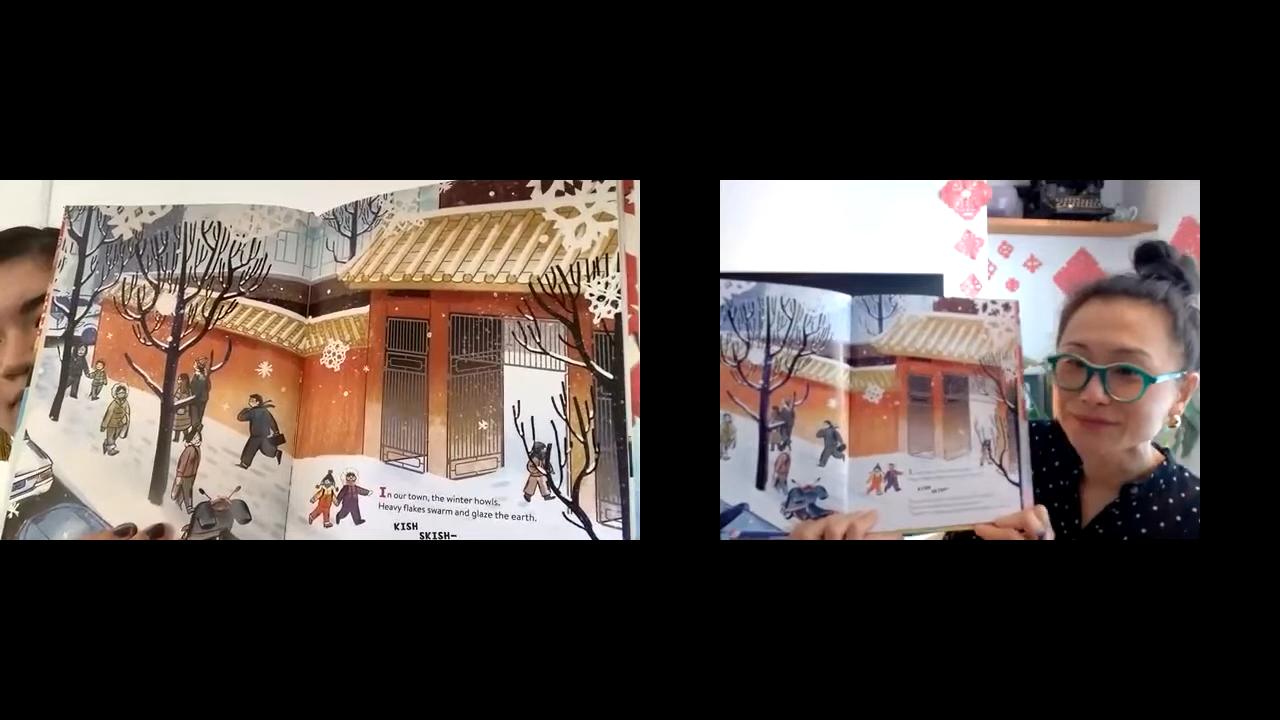 In our town, the winter howls.
Heavy flakes swarm and glaze the earth.
KISH
SKISH—